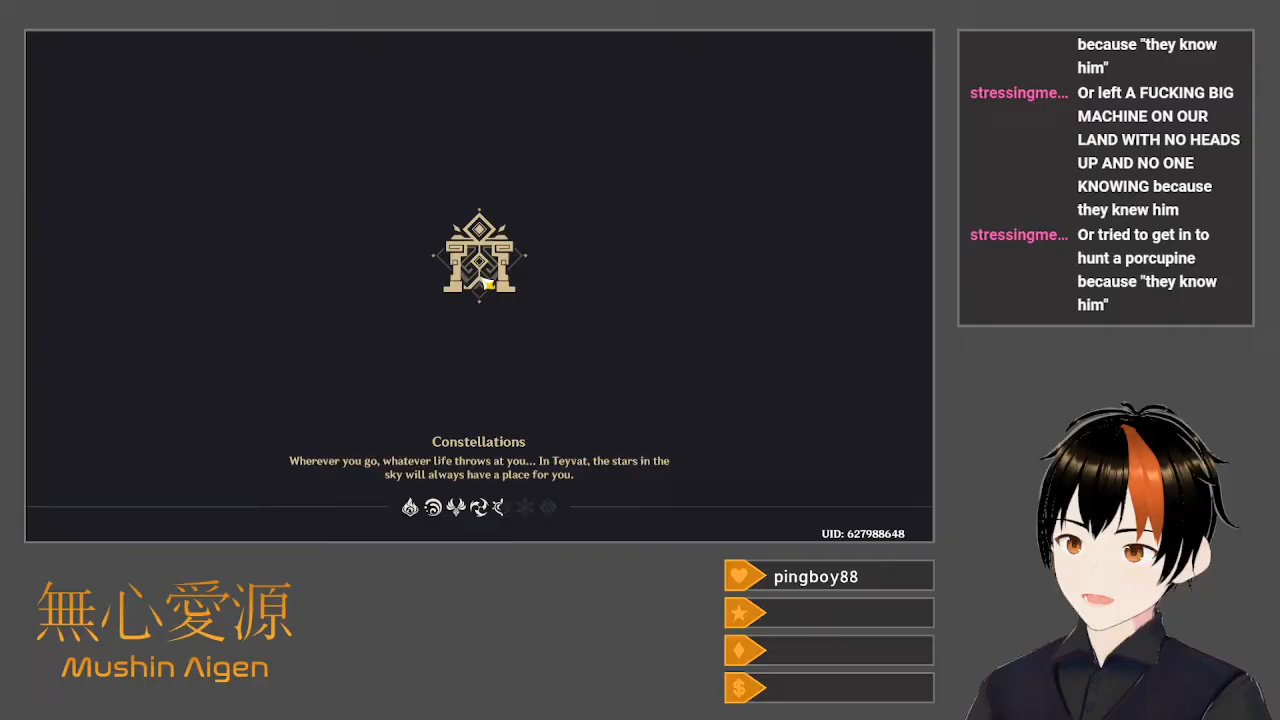 because "they know
him"
stressingme... Or left A FUCKING BIG
MACHINE ON OUR
LAND WITH NO HEADS
UP AND NO ONE
KNOWING because
they knew him
stressingme... Or tried to get in to
hunt a porcupine
because "they know
him"
Constellations
Wherever you go, whatever life throws at you... In Teyvat, the stars in the
sky will always have a place for you.
UID: 627988648
pingboy88
無心愛源
Mushin Aigen